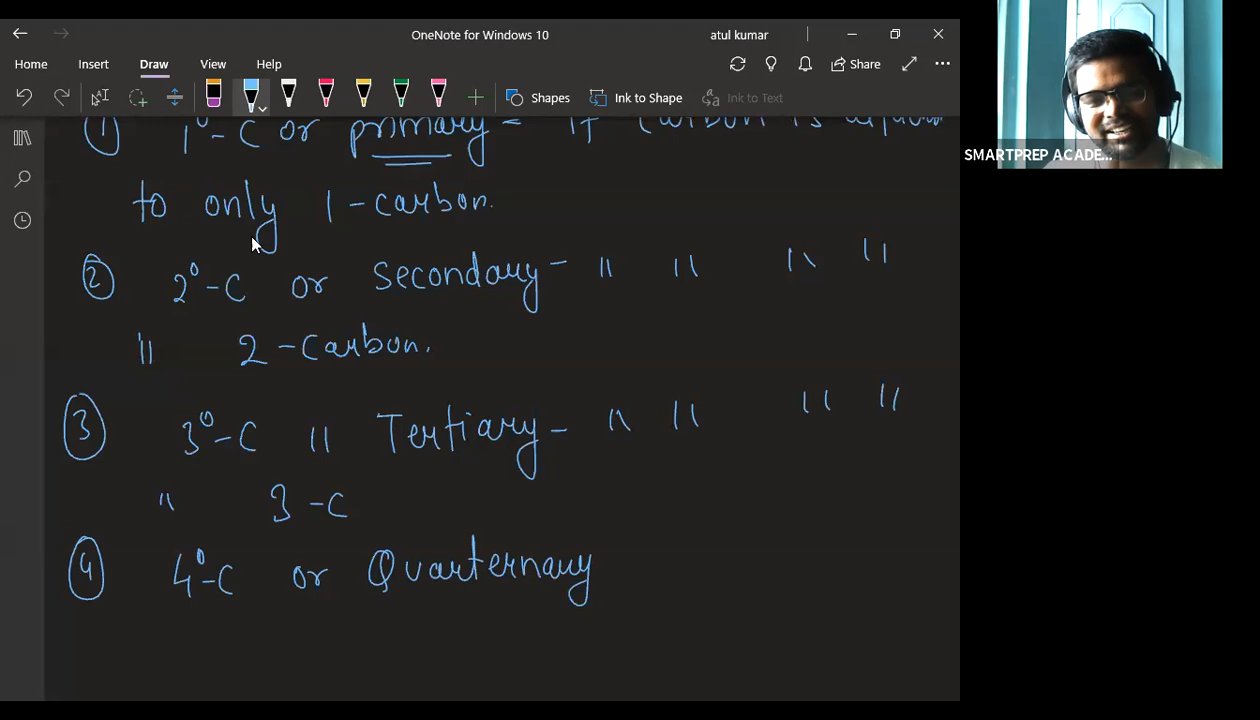 OneNote for Windows 10
atul kumar
Home Insert Draw View Help
Share
Shapes
Ink to Shape
Ink to Text
SMARTPREP ACADE...
① 1°-C or primary = If carbon is
to only 1-carbon.
② 2°-C or Secondary - " " " "
" 2-Carbon.
③ 3°-C " Tertiary - " " " "
" 3-C
④ 4°-C or Quarternary